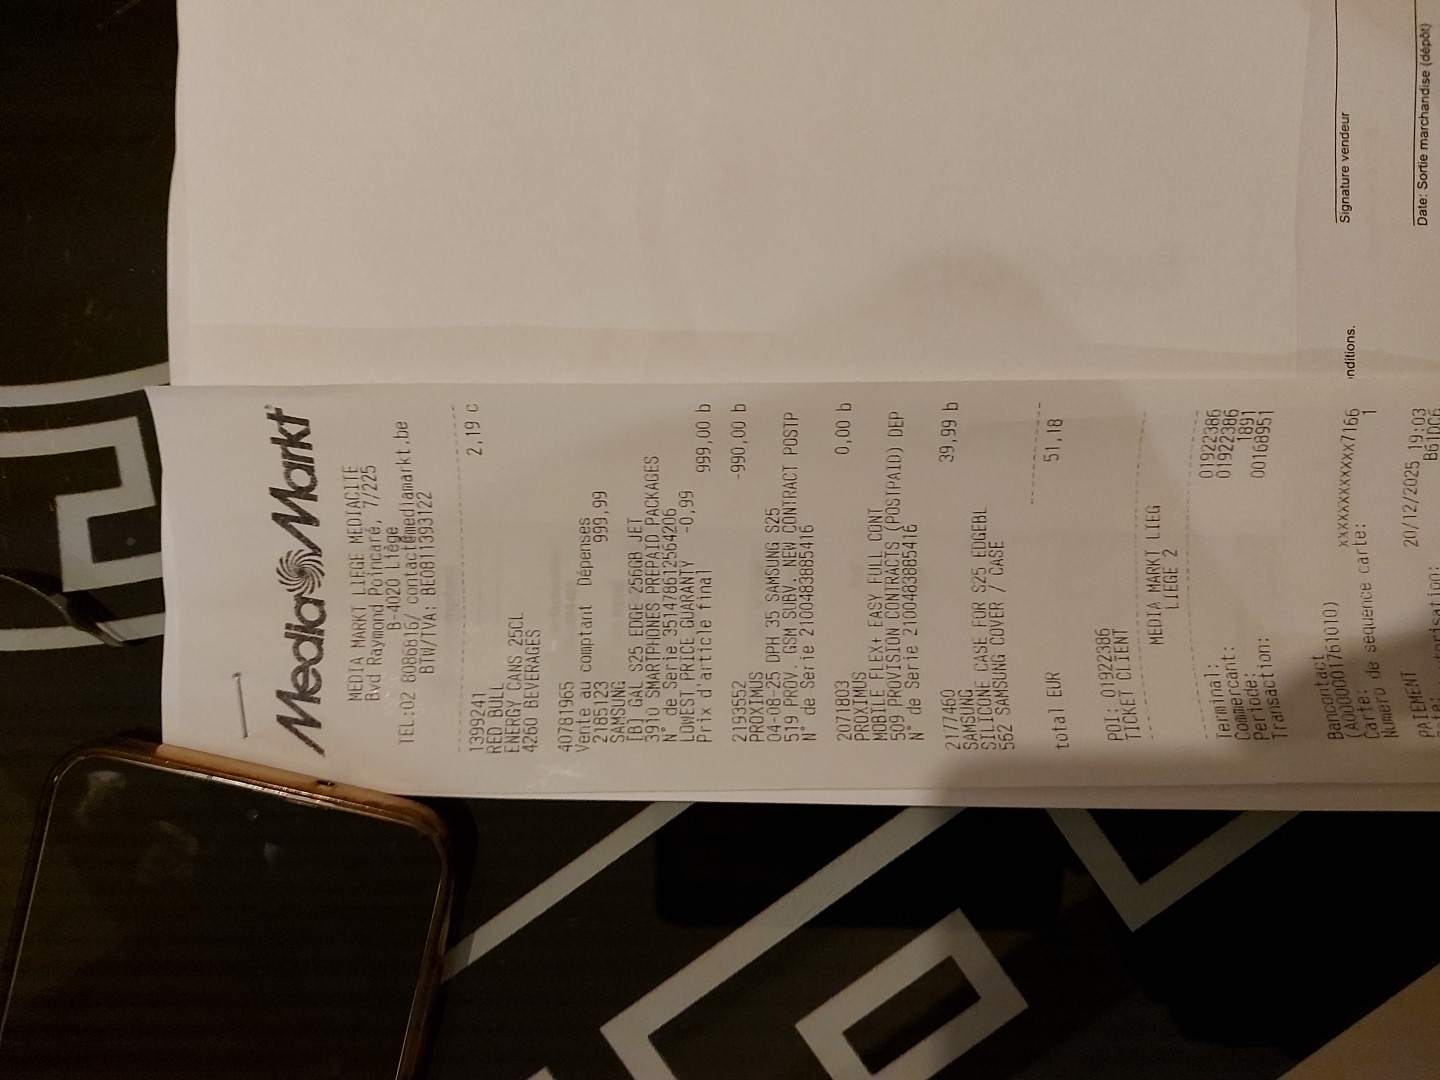 MediaMarkt
MEDIA MARKT LIEGE MEDIACITE
Bvd Raymond Poincaré, 7/225
B-4020 Liège
TEL:02 8086816/ contact@mediamarkt.be
BTW/TVA: BE0811393122
1399241 2,19 c
RED BULL
ENERGY CANS 25CL
4260 BEVERAGES
40781965
Vente au comptant Dépenses
2185123 999,99
SAMSUNG
[B] GAL S25 EDGE 256GB JET
3910 SMARTPHONES PREPAID PACKAGES
N° de Serie 351478612564206
LOWEST PRICE GUARANTY -0,99
Prix d'article final 999,00 b
2193552 -990,00 b
PROXIMUS
04-08-25 DPH 35 SAMSUNG S25
519 PROV. GSM SUBV. NEW CONTRACT POSTP
N° de Serie 2100483885416
2071803 0,00 b
PROXIMUS
MOBILE FLEX+ EASY FULL CONT
509 PROVISION CONTRACTS (POSTPAID) DEP
N° de Serie 2100483885416
2177460 39,99 b
SAMSUNG
SILICONE CASE FOR S25 EDGEBL
552 SAMSUNG COVER / CASE
total EUR 51,18
POI: 01922386
TICKET CLIENT
MEDIA MARKT LIEG
LIEGE 2
Terminal: 01922386
Commercant: 01922386
Periode: 1891
Transaction: 00168951
Bancontact
(A0000001761010) xxxxxxxxxxxxx7166
Carte de séquence carte: 1
Numero
PAIEMENT
20/12/2025 19:03
utorisation: B61DC6
nditions.
Signature vendeur
Date: Sortie marchandise (dépôt)